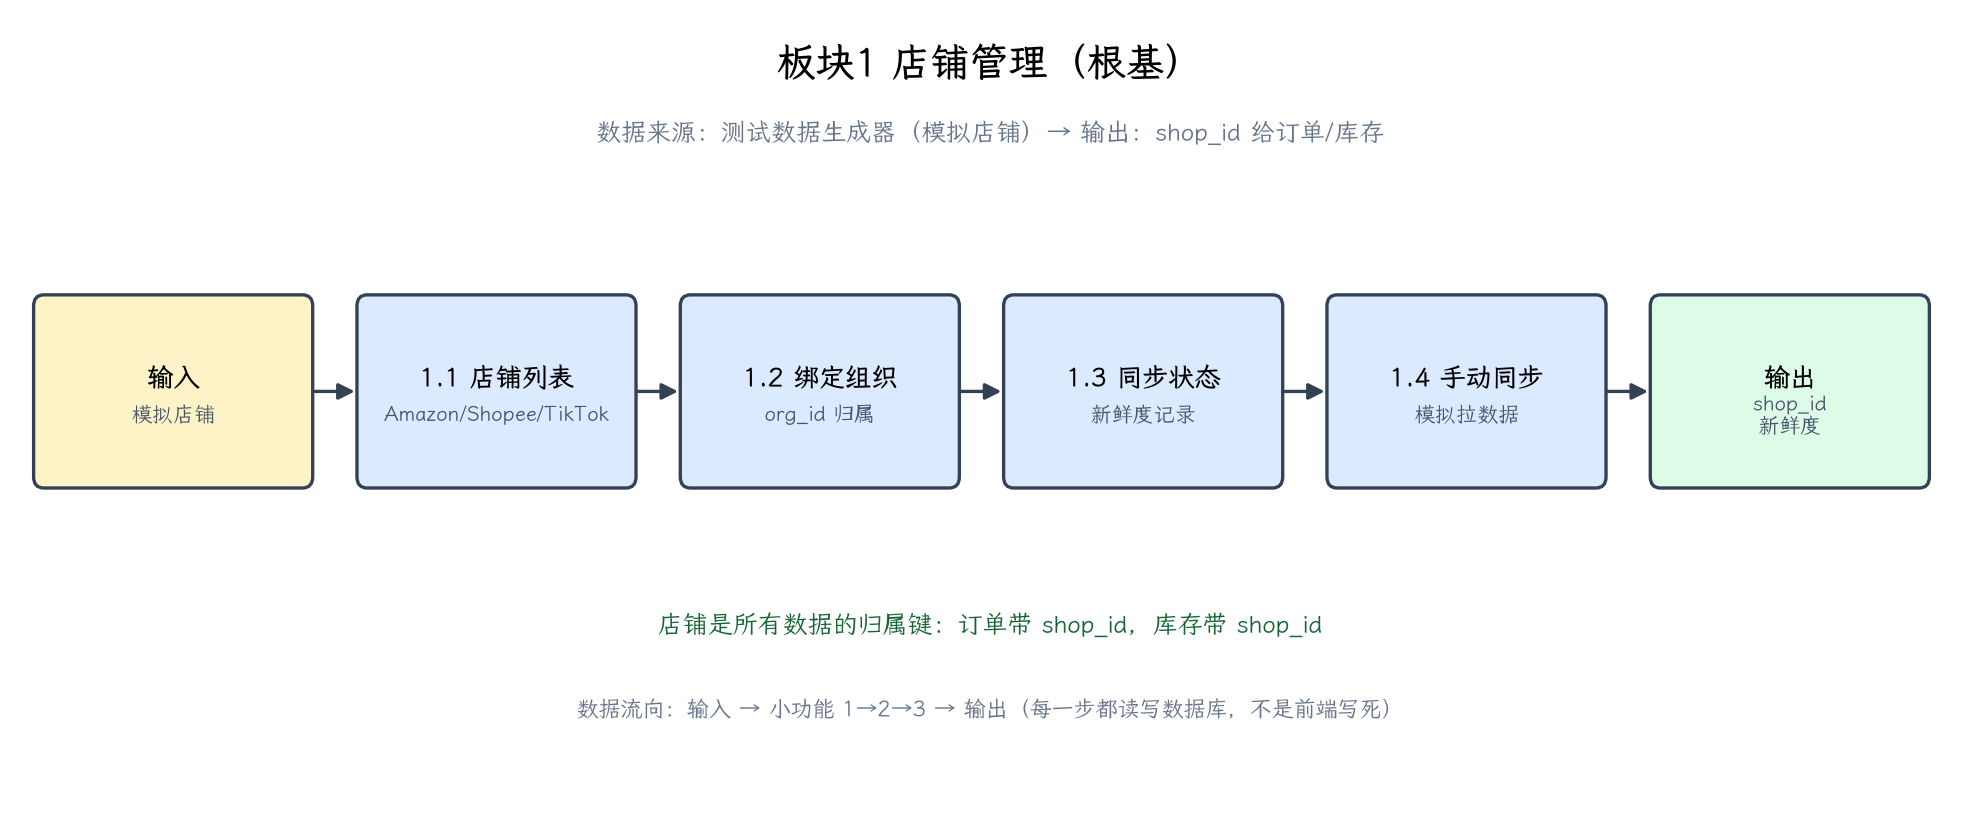 板块1 店铺管理（根基）
数据来源：测试数据生成器（模拟店铺）→ 输出：shop_id 给订单/库存
输入
模拟店铺
1.1 店铺列表
Amazon/Shopee/TikTok
1.2 绑定组织
org_id 归属
1.3 同步状态
新鲜度记录
1.4 手动同步
模拟拉数据
输出
shop_id
新鲜度
店铺是所有数据的归属键：订单带 shop_id，库存带 shop_id
数据流向：输入 → 小功能 1→2→3 → 输出（每一步都读写数据库，不是前端写死）